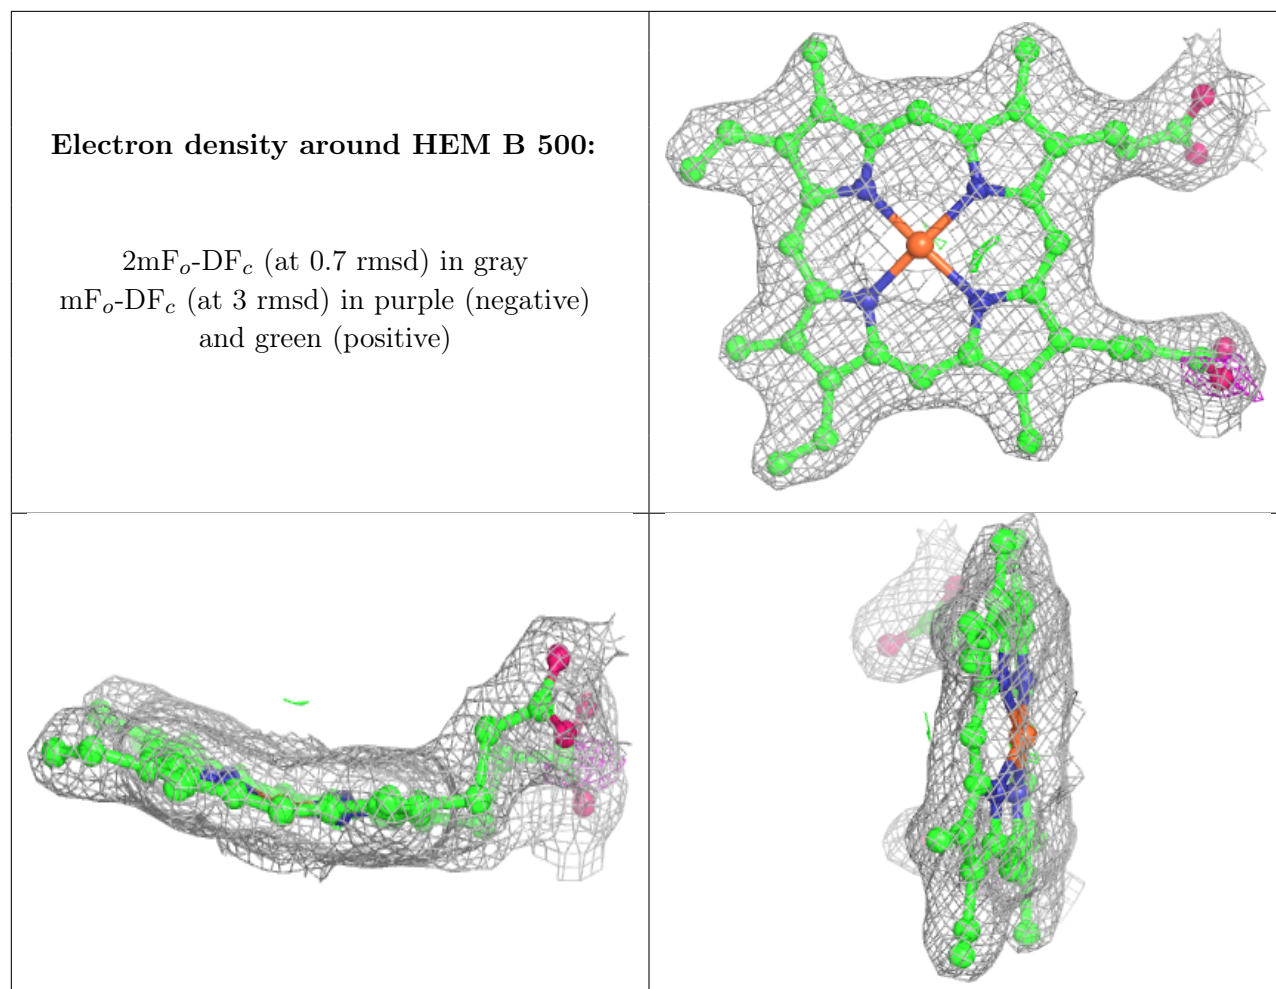 Electron density around HEM B 500:
2mFo-DFc (at 0.7 rmsd) in gray
mFo-DFc (at 3 rmsd) in purple (negative)
and green (positive)